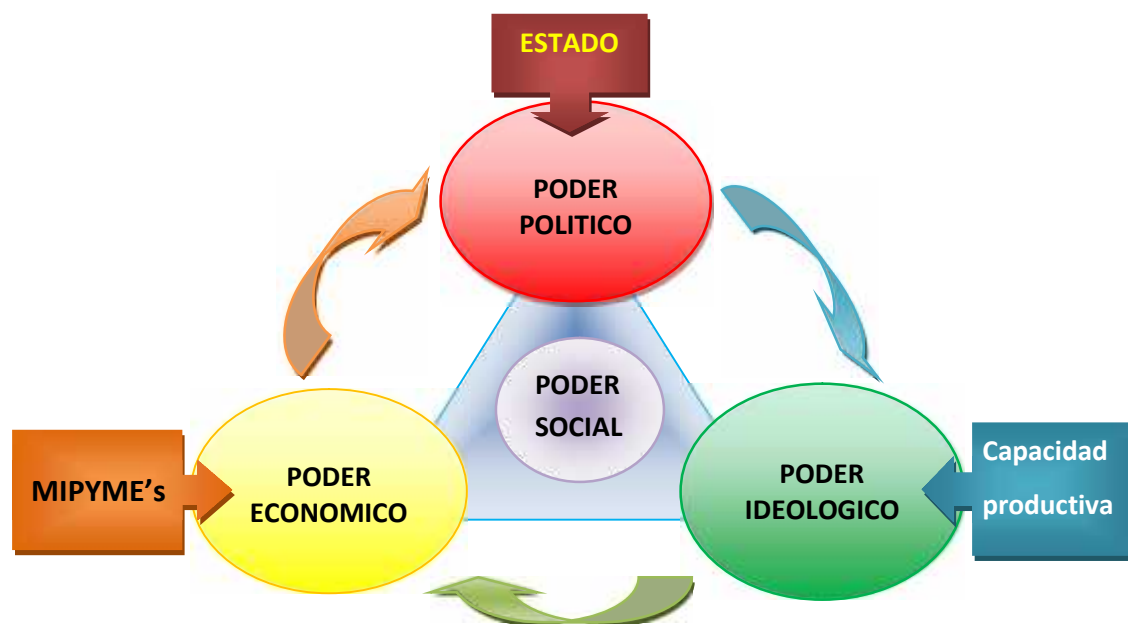 ESTADO
PODER
POLITICO
PODER
SOCIAL
MIPYME’s
PODER
ECONOMICO
PODER
IDEOLOGICO
Capacidad
productiva